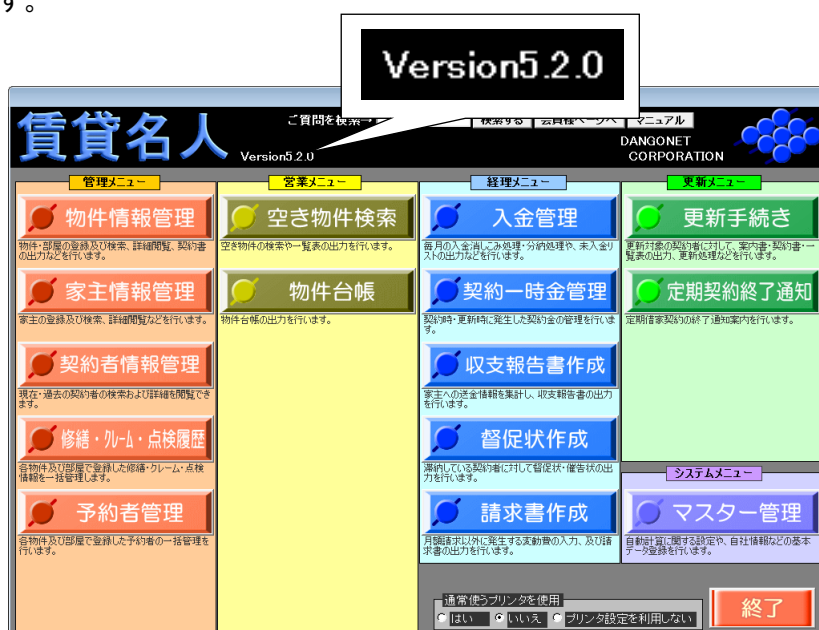 す。
Version5.2.0
賃貸名人
Version5.2.0
ご質問を検索→
検索する 会員様ページへ マニュアル
DANGONET
CORPORATION
管理メニュー
物件情報管理
物件・部屋の登録及び検索、詳細閲覧、契約書
の出力などを行います。
家主情報管理
家主の登録及び検索、詳細閲覧などを行います。
契約者情報管理
現在・過去の契約者の検索および詳細を閲覧でき
ます。
修繕・クレーム・点検履歴
各物件及び部屋で登録した修繕・クレーム・点検
情報を一括管理します。
予約者管理
各物件及び部屋で登録した予約者の一括管理を
行います。
営業メニュー
空き物件検索
空き物件の検索や一覧表の出力を行います。
物件台帳
物件台帳の出力を行います。
経理メニュー
入金管理
毎月の入金消しこみ処理・分納処理や、未入金リ
ストの出力などを行います。
契約一時金管理
契約時・更新時に発生した契約金の管理を行いま
す。
収支報告書作成
家主への送金情報を集計し、収支報告書の出力
を行います。
督促状作成
滞納している契約者に対して督促状・催告状の出
力を行います。
請求書作成
月額請求以外に発生する変動費の入力、及び請
求書の出力を行います。
更新メニュー
更新手続き
更新対象の契約者に対して、案内書・契約書・一
覧表の出力、更新処理などを行います。
定期契約終了通知
定期借家契約の終了通知案内を行います。
システムメニュー
マスター管理
自動計算に関する設定や、自社情報などの基本
データ登録を行います。
通常使うプリンタを使用
はい いいえ プリンタ設定を利用しない
終了